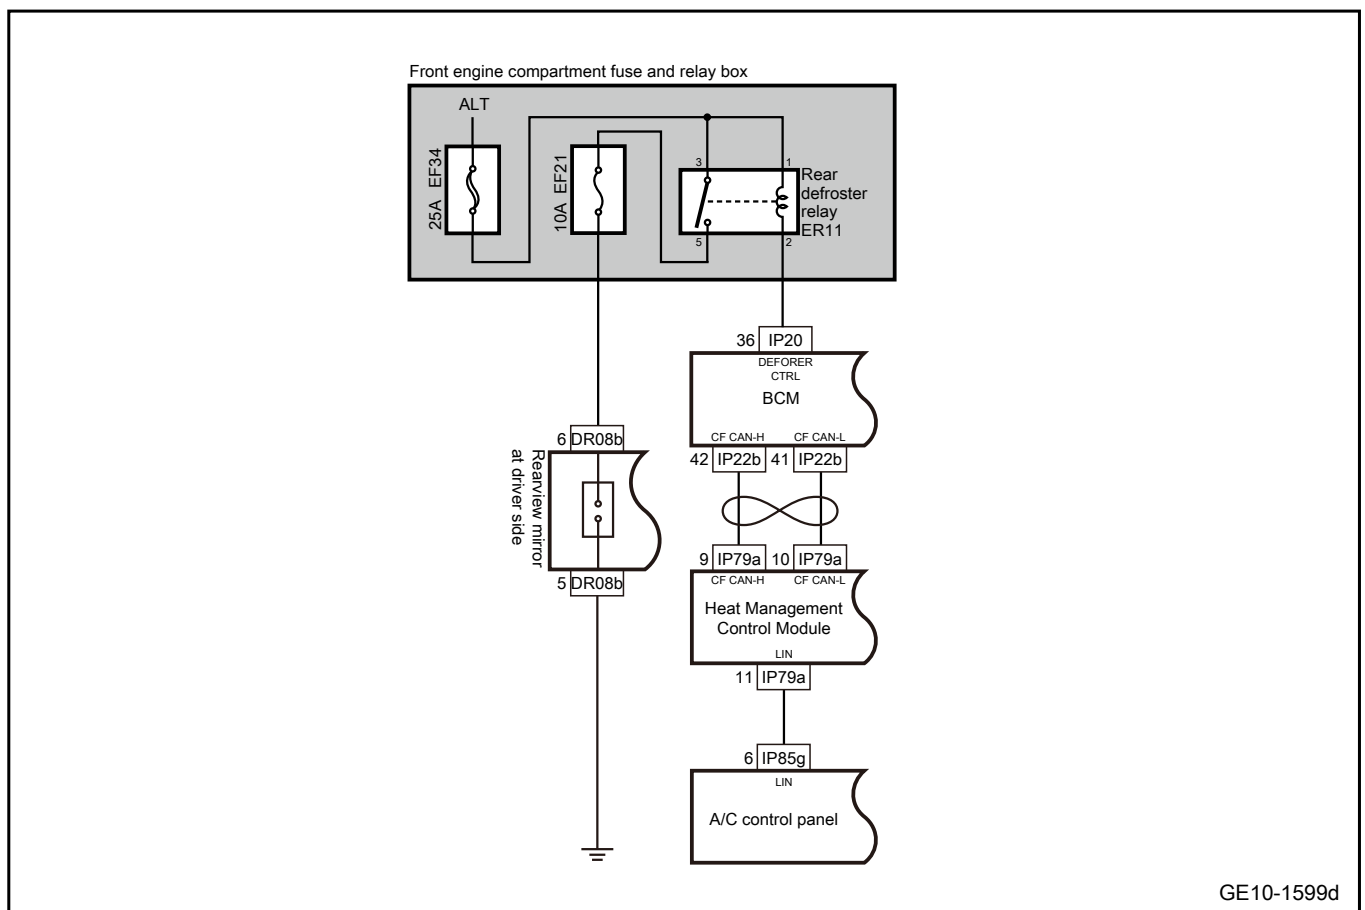 Front engine compartment fuse and relay box
ALT
25A EF34
10A EF21
3
1
5
2
Rear
defroster
relay
ER11
36 IP20
DEFORER
CTRL
BCM
CF CAN-H CF CAN-L
42 IP22b 41 IP22b
6 DR08b
Rearview mirror
at driver side
5 DR08b
9 IP79a 10 IP79a
CF CAN-H CF CAN-L
Heat Management
Control Module
LIN
11 IP79a
6 IP85g
LIN
A/C control panel
GE10-1599d